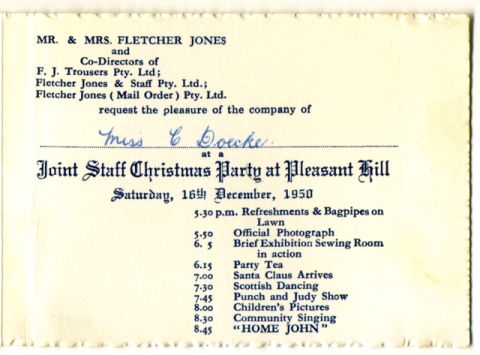 MR. & MRS. FLETCHER JONES
and
Co-Directors of
F. J. Trousers Pty. Ltd;
Fletcher Jones & Staff Pty. Ltd.;
Fletcher Jones (Mail Order) Pty. Ltd.
request the pleasure of the company of
Miss C Doecke.
at a
Joint Staff Christmas Party at Pleasant Hill
Saturday, 16th December, 1950
5.30 p.m. Refreshments & Bagpipes on
Lawn
5.50 Official Photograph
6. 5 Brief Exhibition Sewing Room
in action
6.15 Party Tea
7.00 Santa Claus Arrives
7.30 Scottish Dancing
7.45 Punch and Judy Show
8.00 Children's Pictures
8.30 Community Singing
8.45 "HOME JOHN"